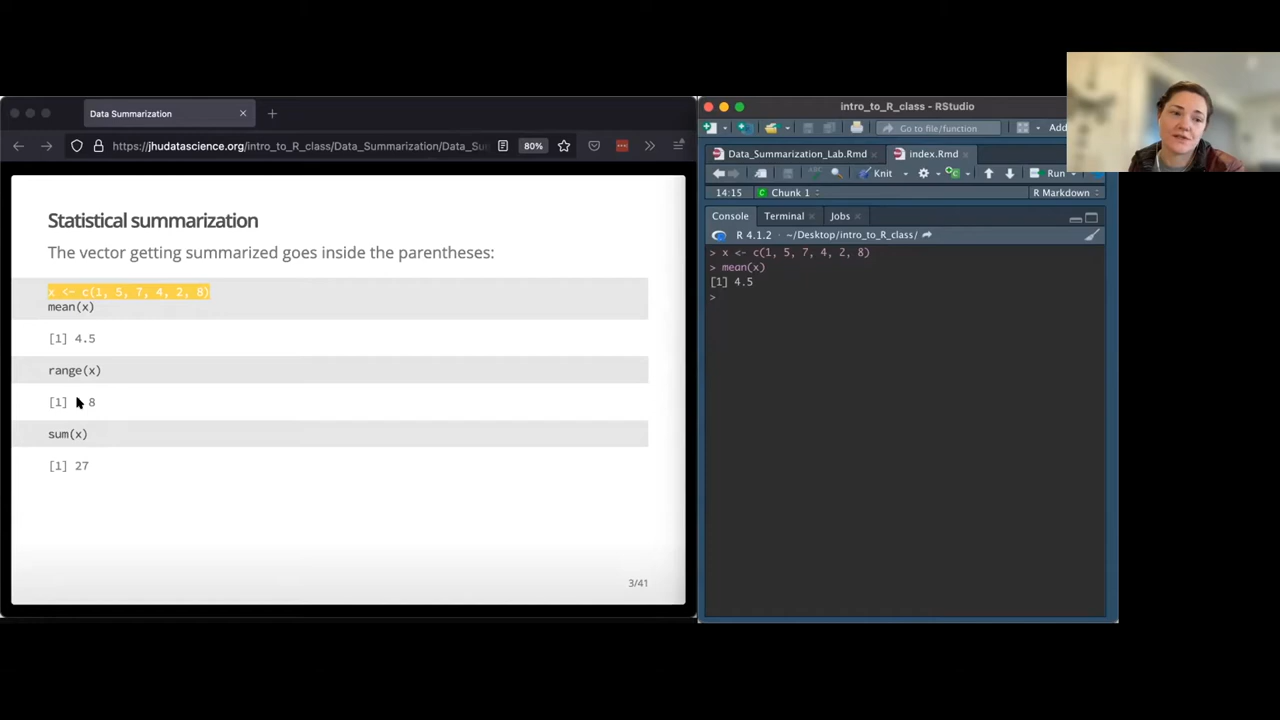 Data Summarization
https://jhudatascience.org/intro_to_R_class/Data_Summarization/Data_Su
80%
Statistical summarization
The vector getting summarized goes inside the parentheses:
x <- c(1, 5, 7, 4, 2, 8)
mean(x)
[1] 4.5
range(x)
[1] 8
sum(x)
[1] 27
3/41
intro_to_R_class - RStudio
Go to file/function
Data_Summarization_Lab.Rmd
index.Rmd
Knit
Run
14:15
Chunk 1
R Markdown
Console
Terminal
Jobs
R 4.1.2 · ~/Desktop/intro_to_R_class/
> x <- c(1, 5, 7, 4, 2, 8)
> mean(x)
[1] 4.5
>